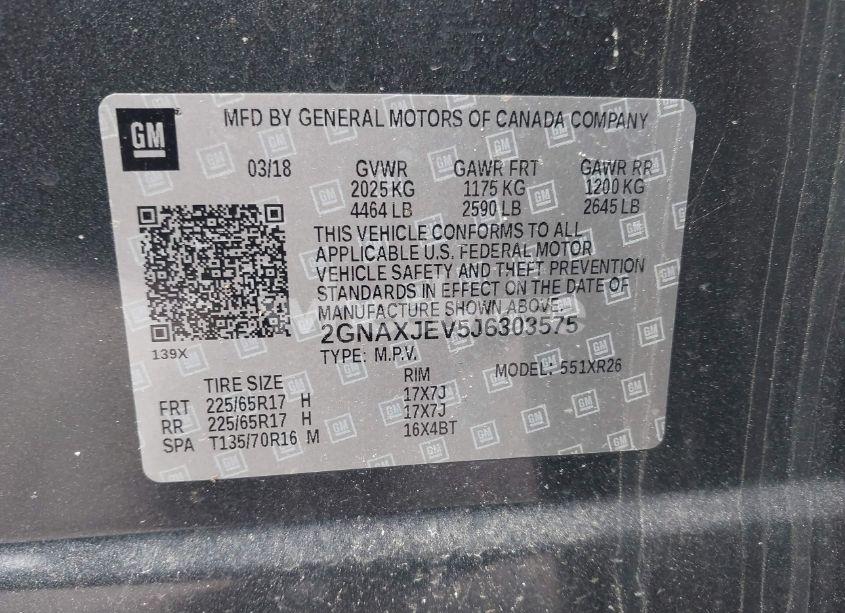 GM MFD BY GENERAL MOTORS OF CANADA COMPANY
03/18 GVWR GAWR FRT GAWR RR
2025 KG 1175 KG 1200 KG
4464 LB 2590 LB 2645 LB
THIS VEHICLE CONFORMS TO ALL
APPLICABLE U.S. FEDERAL MOTOR
VEHICLE SAFETY AND THEFT PREVENTION
STANDARDS IN EFFECT ON THE DATE OF
MANUFACTURE SHOWN ABOVE.
2GNAXJEV5J6303575
139X
TYPE: M.P.V. MODEL: 551XR26
TIRE SIZE RIM
FRT 225/65R17 H 17X7J
RR 225/65R17 H 17X7J
SPA T135/70R16 M 16X4BT